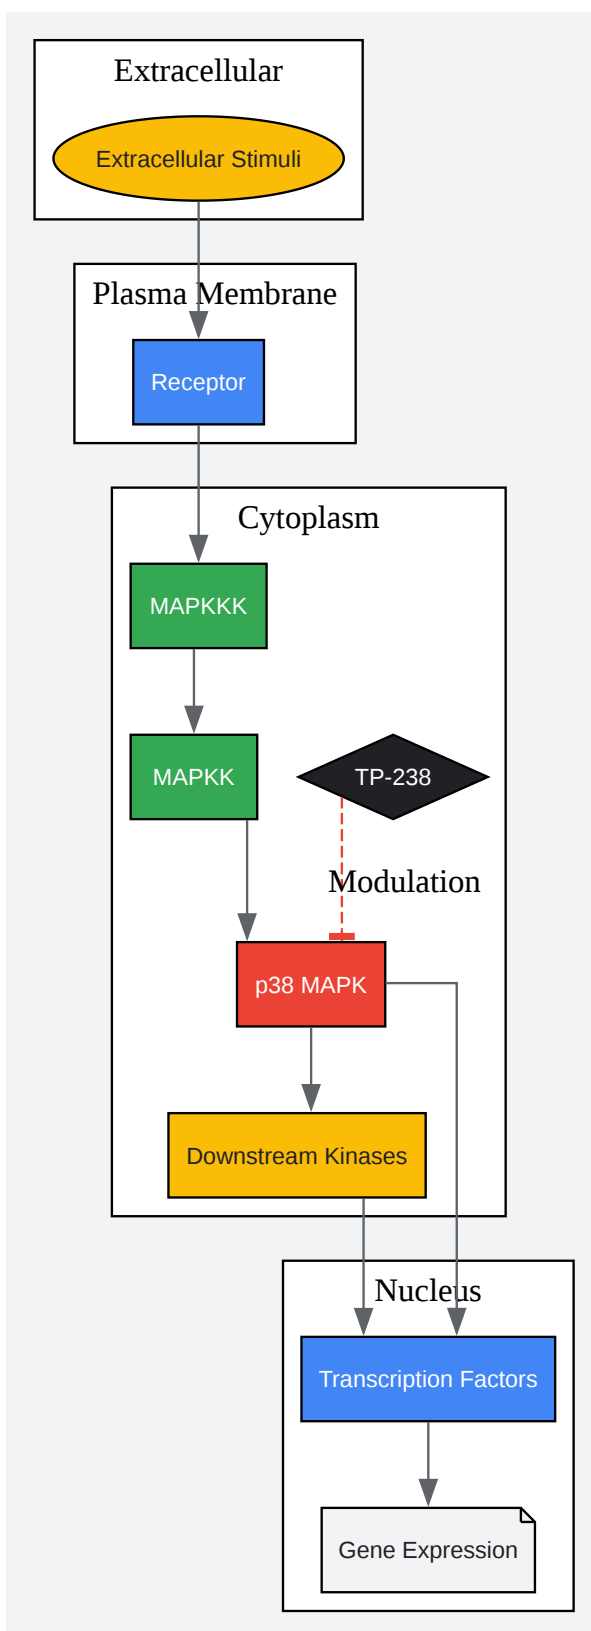 Extracellular
Extracellular Stimuli
Plasma Membrane
Receptor
Cytoplasm
MAPKKK
MAPKK
TP-238
Modulation
p38 MAPK
Downstream Kinases
Nucleus
Transcription Factors
Gene Expression